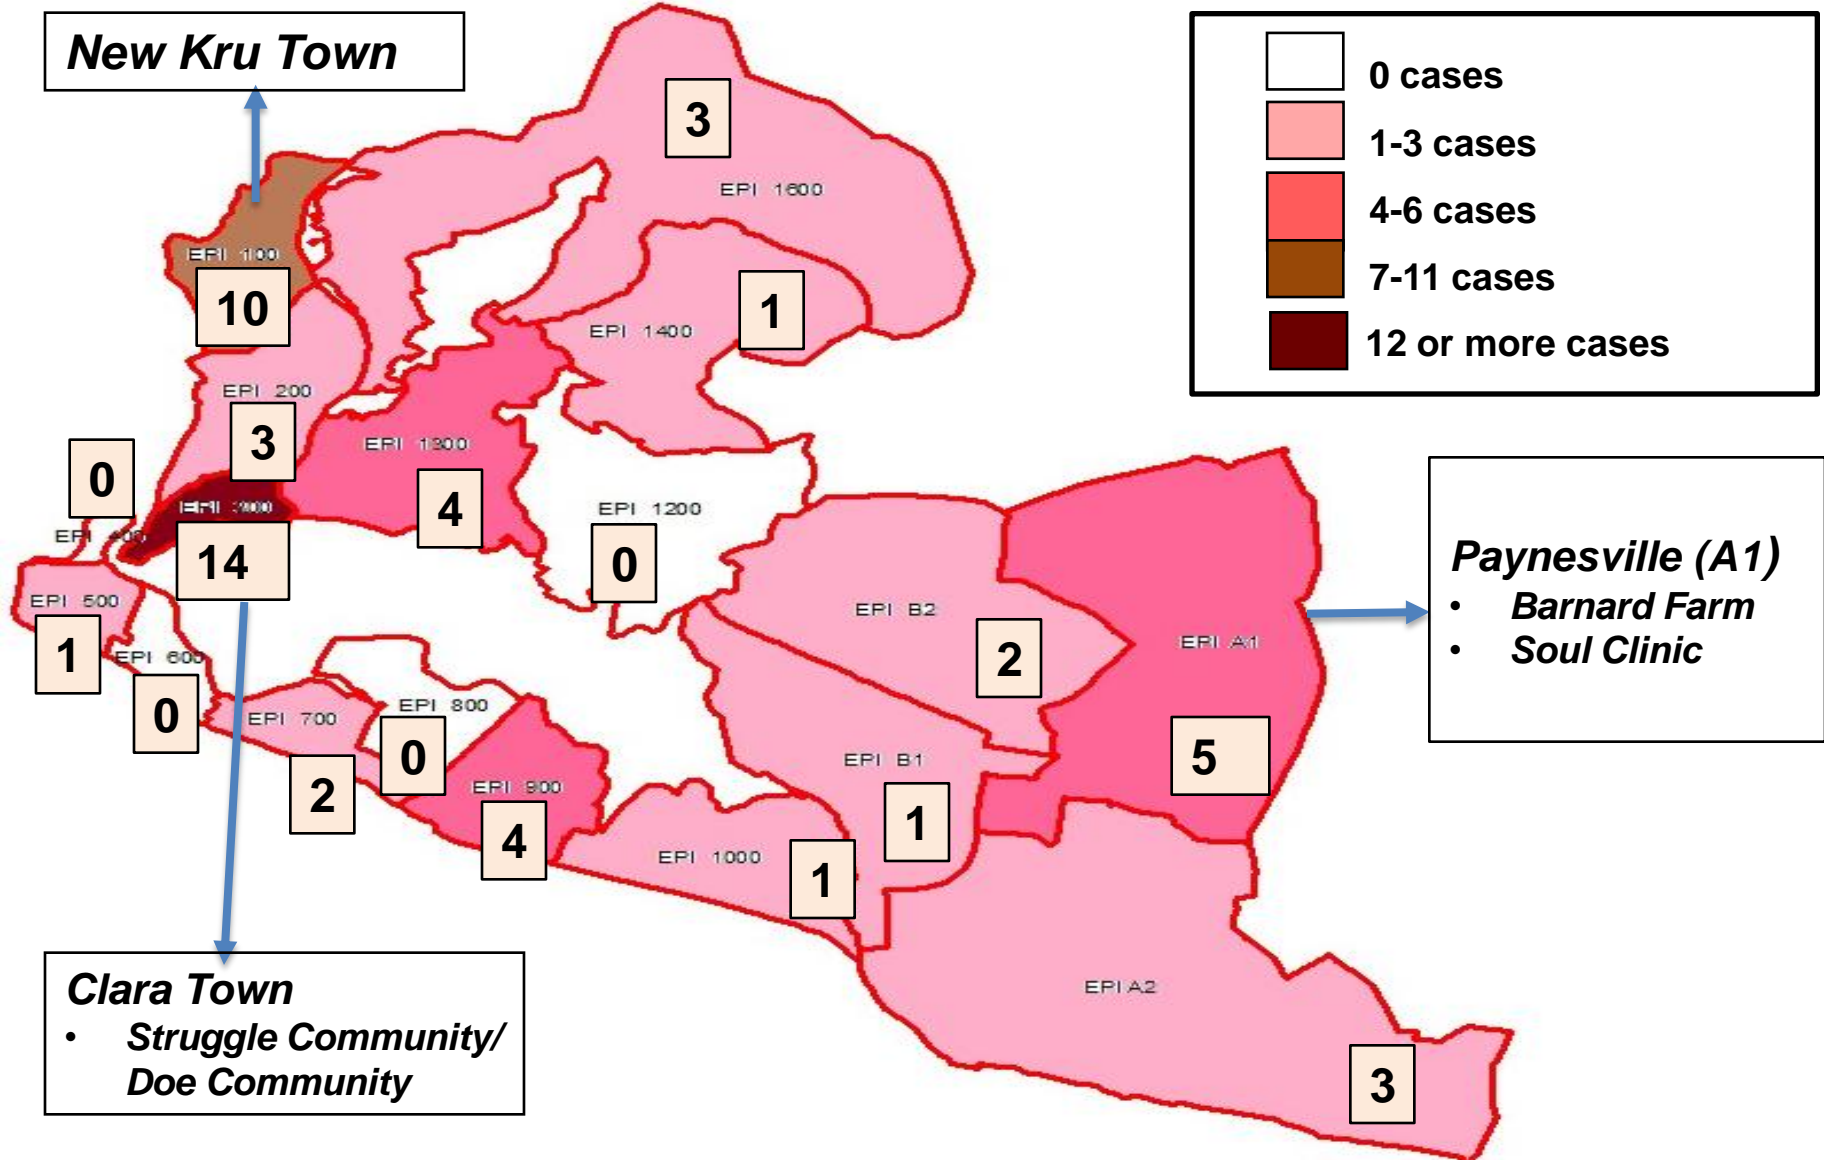 New Kru Town
0 cases
1-3 cases
4-6 cases
7-11 cases
12 or more cases
3
EPI 1600
EPI 100
10
1
EPI 1400
EPI 200
3
EPI 1300
4
0
EPI
EPI
14
EPI 1200
0
EPI 500
1
EPI 600
0
EPI 700
2
EPI 800
0
EPI 900
4
EPI 1000
1
EPI B2
2
EPI B1
1
EPI A1
5
EPI A2
3
Paynesville (A1)
• Barnard Farm
• Soul Clinic
Clara Town
• Struggle Community/
Doe Community